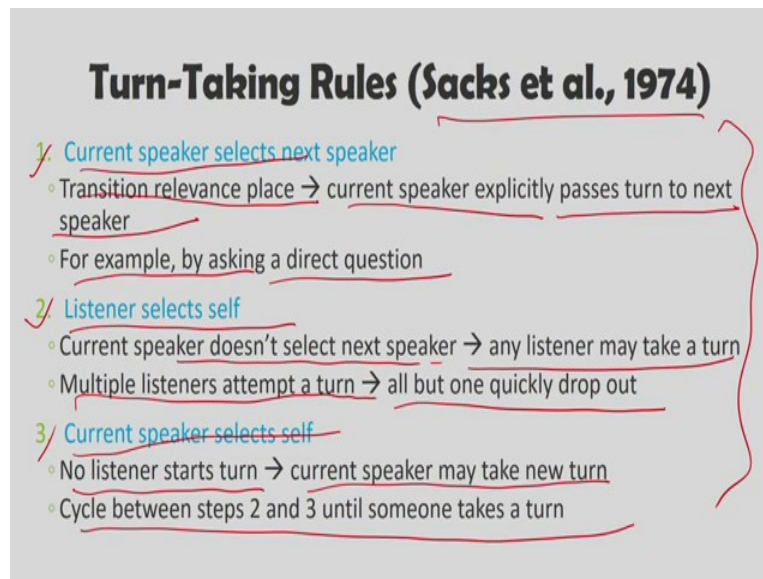 Turn-Taking Rules (Sacks et al., 1974)
1. Current speaker selects next speaker
◦ Transition relevance place → current speaker explicitly passes turn to next
speaker
◦ For example, by asking a direct question
2. Listener selects self
◦ Current speaker doesn't select next speaker → any listener may take a turn
◦ Multiple listeners attempt a turn → all but one quickly drop out
3. Current speaker selects self
◦ No listener starts turn → current speaker may take new turn
◦ Cycle between steps 2 and 3 until someone takes a turn